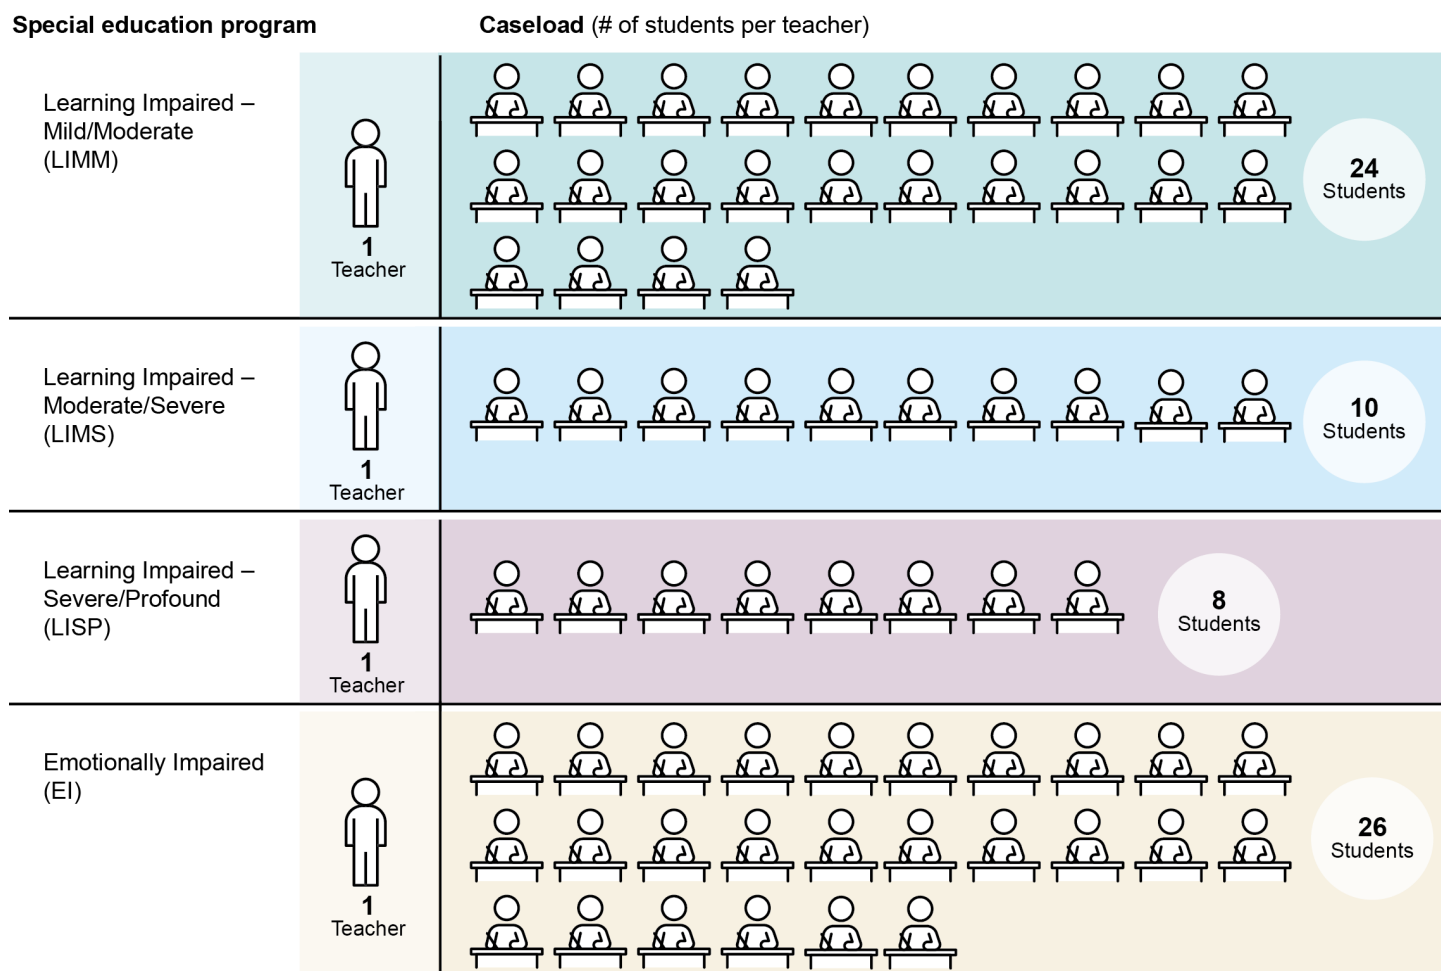 Special education program
Caseload (# of students per teacher)
Learning Impaired –
Mild/Moderate
(LIMM)
1
Teacher
24
Students
Learning Impaired –
Moderate/Severe
(LIMS)
1
Teacher
10
Students
Learning Impaired –
Severe/Profound
(LISP)
1
Teacher
8
Students
Emotionally Impaired
(EI)
1
Teacher
26
Students